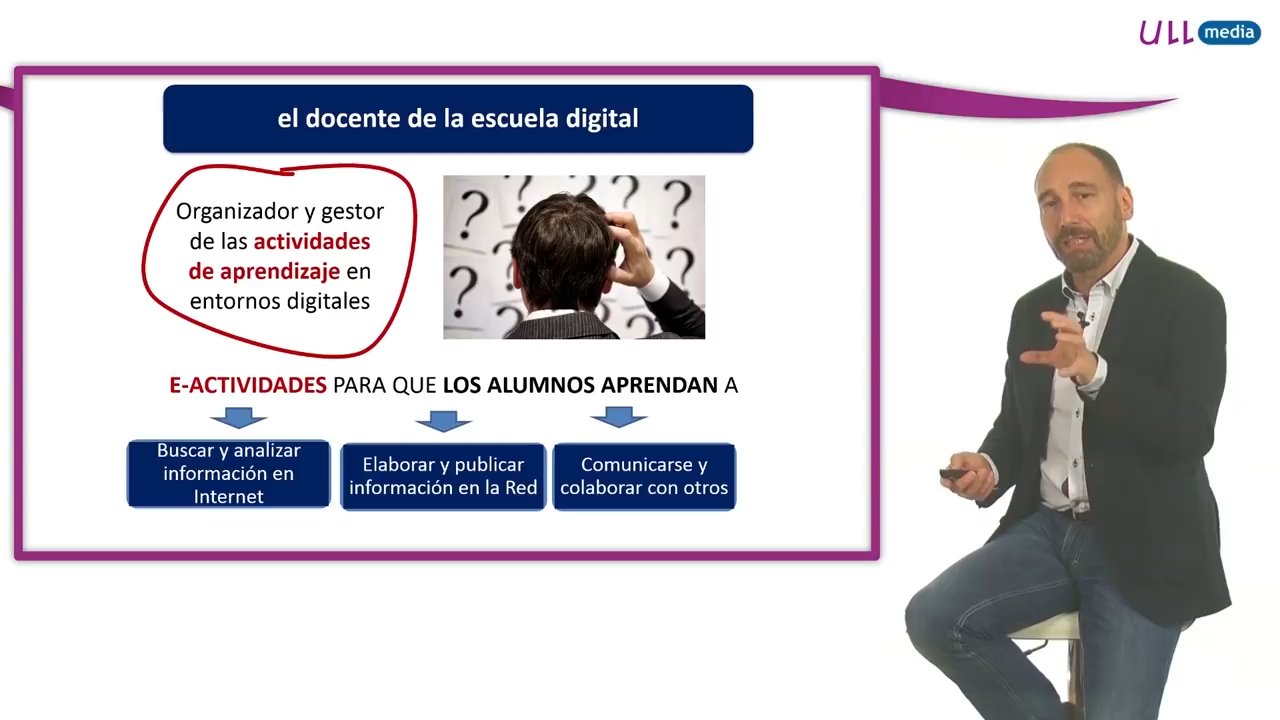 ULL media
el docente de la escuela digital
Organizador y gestor
de las actividades
de aprendizaje en
entornos digitales
? ? ? ? ? ? ?
E-ACTIVIDADES PARA QUE LOS ALUMNOS APRENDAN A
Buscar y analizar
información en
Internet
Elaborar y publicar
información en la Red
Comunicarse y
colaborar con otros